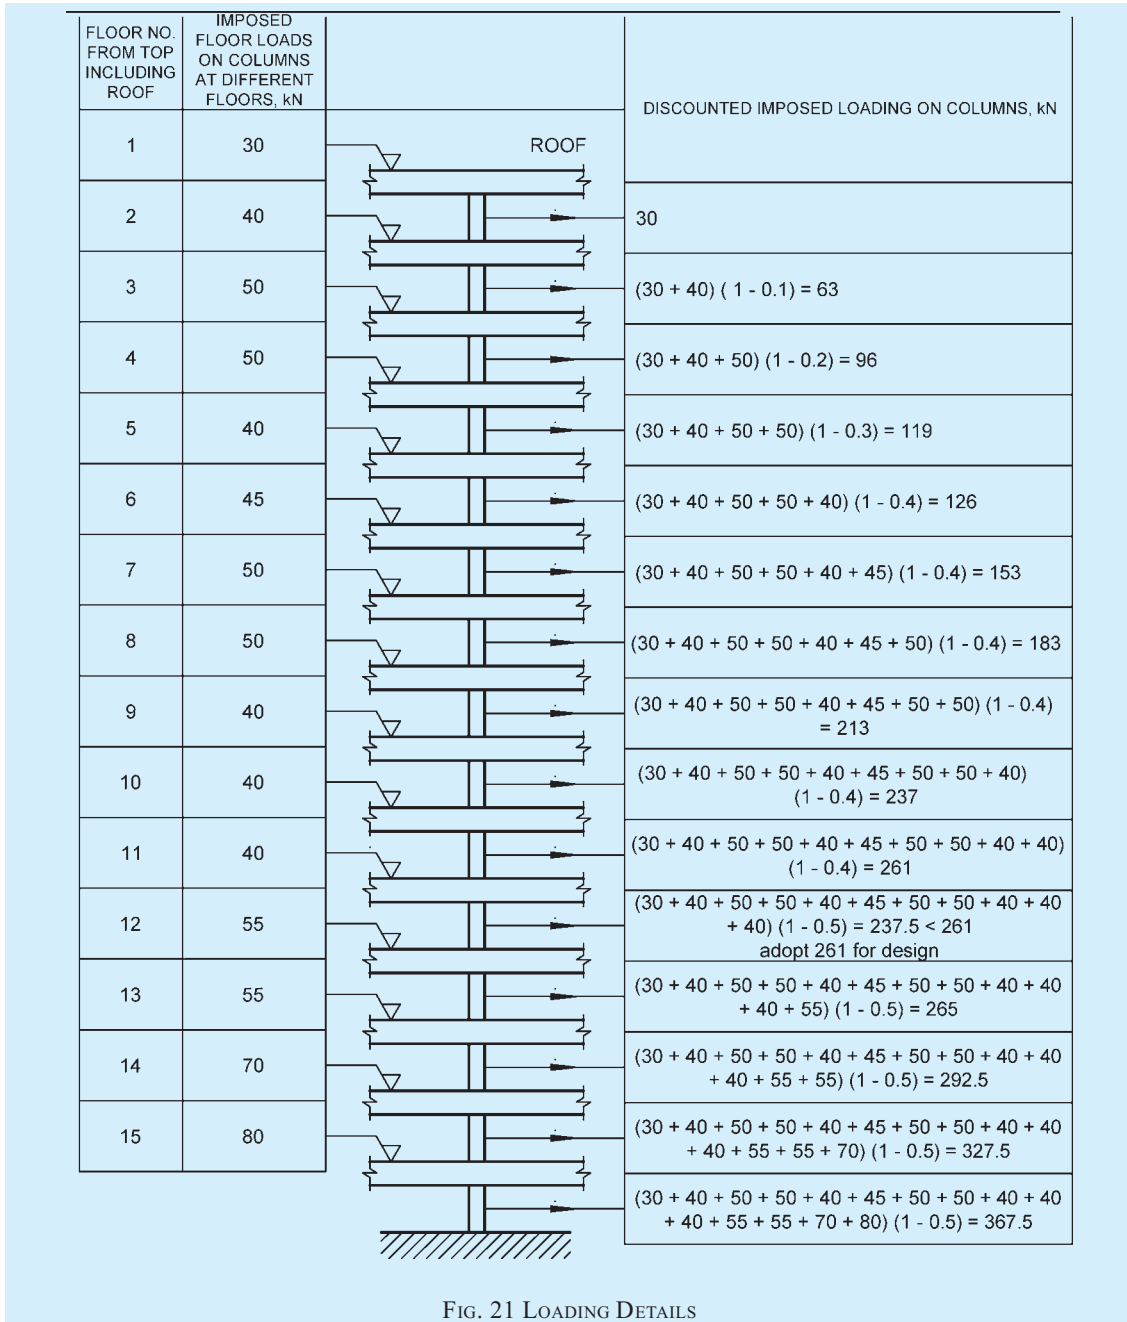 FLOOR NO.
FROM TOP
INCLUDING
ROOF
IMPOSED
FLOOR LOADS
ON COLUMNS
AT DIFFERENT
FLOORS, kN
DISCOUNTED IMPOSED LOADING ON COLUMNS, kN
1 30 ROOF
2 40 30
3 50 (30 + 40) ( 1 - 0.1) = 63
4 50 (30 + 40 + 50) (1 - 0.2) = 96
5 40 (30 + 40 + 50 + 50) (1 - 0.3) = 119
6 45 (30 + 40 + 50 + 50 + 40) (1 - 0.4) = 126
7 50 (30 + 40 + 50 + 50 + 40 + 45) (1 - 0.4) = 153
8 50 (30 + 40 + 50 + 50 + 40 + 45 + 50) (1 - 0.4) = 183
9 40 (30 + 40 + 50 + 50 + 40 + 45 + 50 + 50) (1 - 0.4)
= 213
10 40 (30 + 40 + 50 + 50 + 40 + 45 + 50 + 50 + 40)
(1 - 0.4) = 237
11 40 (30 + 40 + 50 + 50 + 40 + 45 + 50 + 50 + 40 + 40)
(1 - 0.4) = 261
12 55 (30 + 40 + 50 + 50 + 40 + 45 + 50 + 50 + 40 + 40
+ 40) (1 - 0.5) = 237.5 < 261
adopt 261 for design
13 55 (30 + 40 + 50 + 50 + 40 + 45 + 50 + 50 + 40 + 40
+ 40 + 55) (1 - 0.5) = 265
14 70 (30 + 40 + 50 + 50 + 40 + 45 + 50 + 50 + 40 + 40
+ 40 + 55 + 55) (1 - 0.5) = 292.5
15 80 (30 + 40 + 50 + 50 + 40 + 45 + 50 + 50 + 40 + 40
+ 40 + 55 + 55 + 70) (1 - 0.5) = 327.5
(30 + 40 + 50 + 50 + 40 + 45 + 50 + 50 + 40 + 40
+ 40 + 55 + 55 + 70 + 80) (1 - 0.5) = 367.5
FIG. 21 LOADING DETAILS